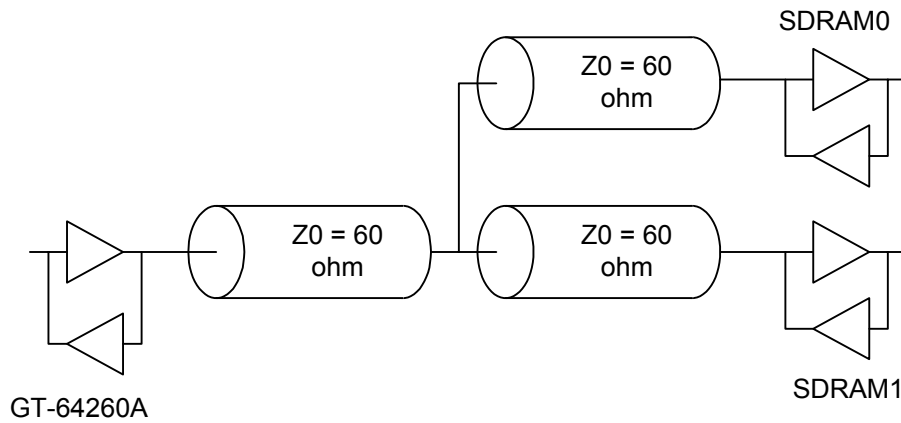 SDRAM0
Z0 = 60
ohm
Z0 = 60
ohm
Z0 = 60
ohm
GT-64260A
SDRAM1